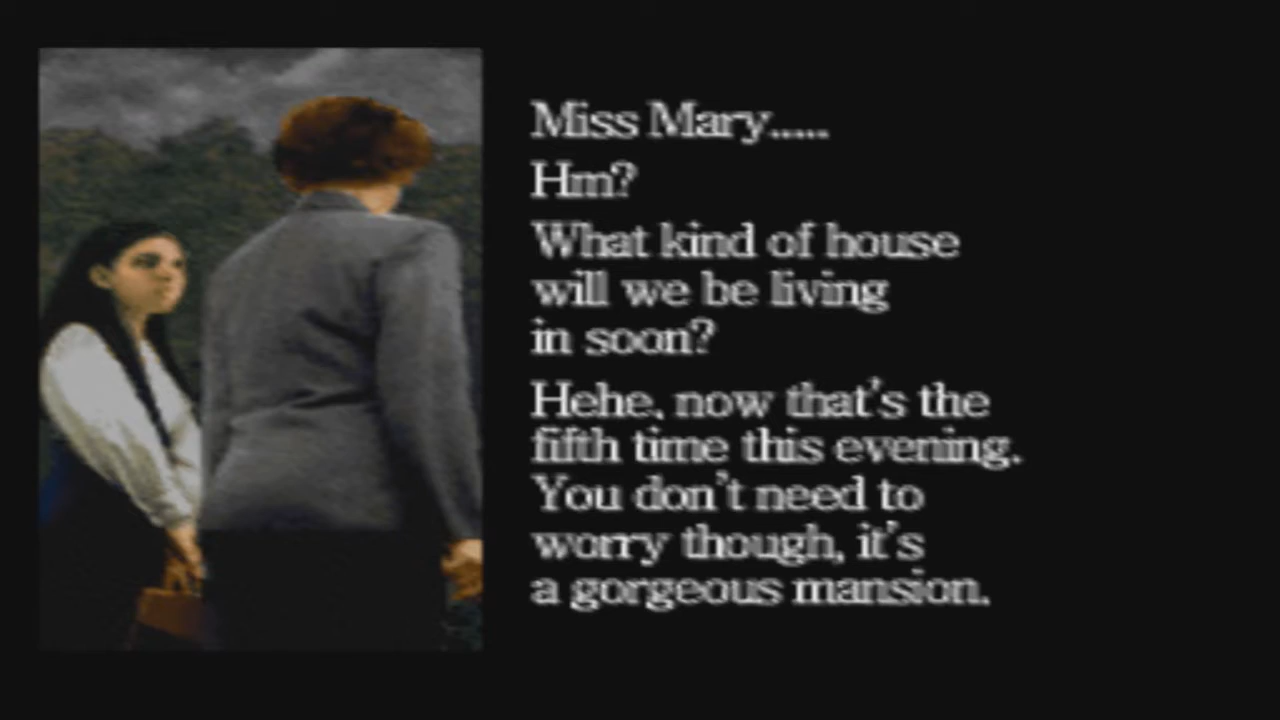 Miss Mary.....
Hm?
What kind of house
will we be living
in soon?
Hehe, now that's the
fifth time this evening.
You don't need to
worry though, it's
a gorgeous mansion.